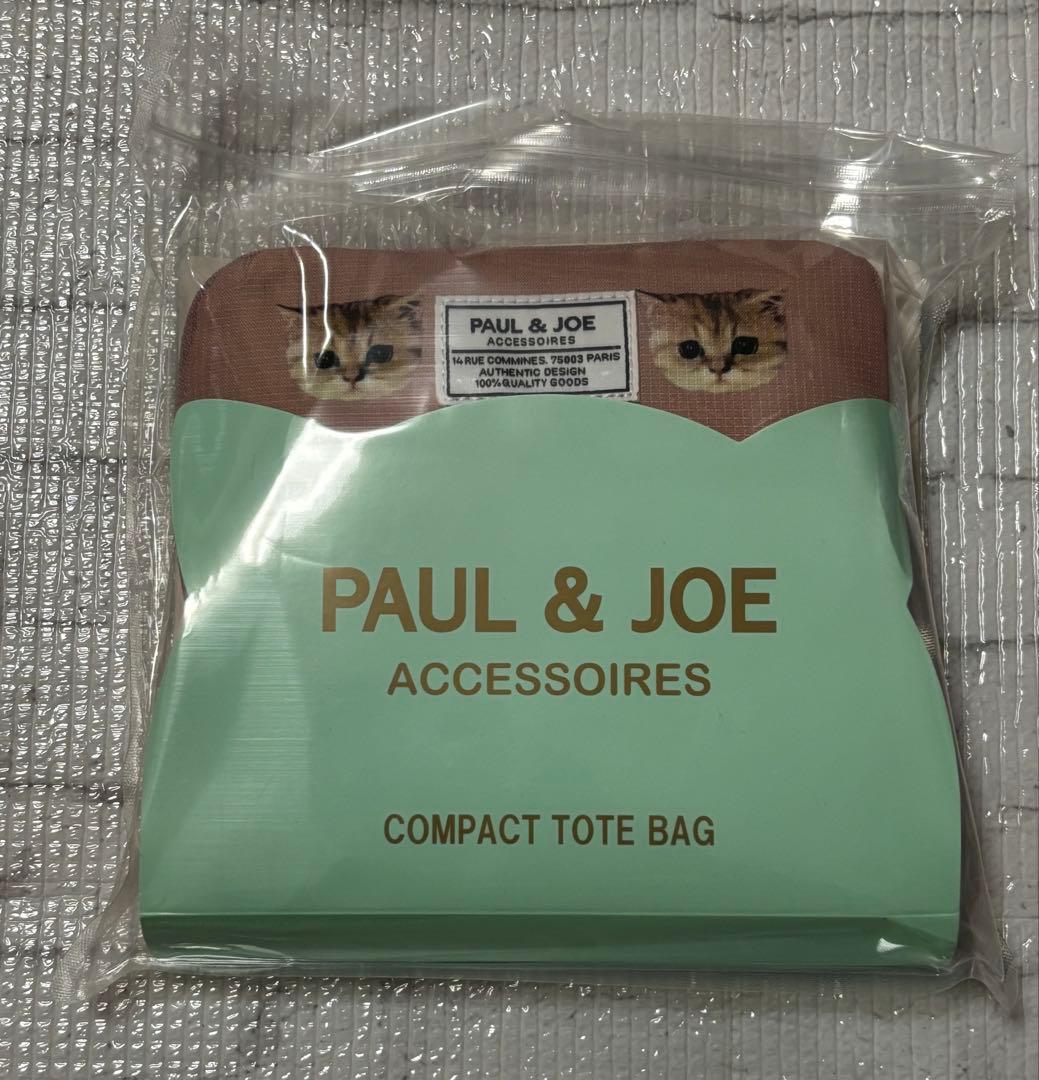 PAUL & JOE
ACCESSOIRES
14 RUE COMMINES. 75003 PARIS
AUTHENTIC DESIGN
100% QUALITY GOODS
PAUL & JOE
ACCESSOIRES
COMPACT TOTE BAG